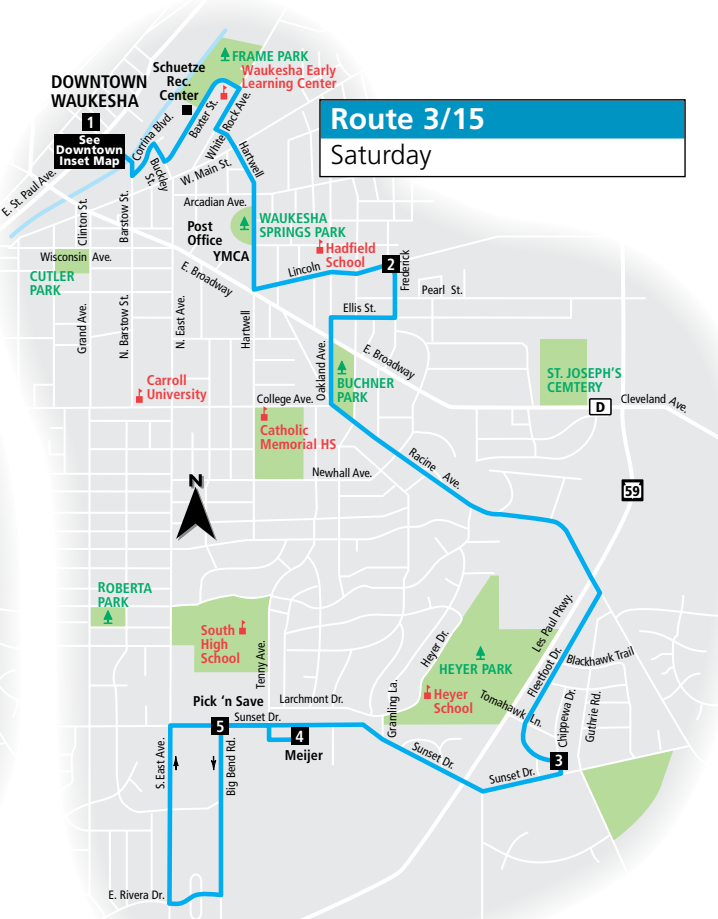 FRAME PARK
Waukesha Early
Learning Center
Schuetze
Rec.
Center
DOWNTOWN
WAUKESHA
1
See
Downtown
Inset Map
Route 3/15
Saturday
Corrina Blvd.
Baxter St.
White Rock Ave.
Buckley
St.
Hartwell
W. Main St.
E. St. Paul Ave.
Clinton St.
Barstow St.
Arcadian Ave.
Post
Office
WAUKESHA
SPRINGS PARK
YMCA
Hadfield
School
Lincoln
2
Frederick
Wisconsin Ave.
CUTLER
PARK
E. Broadway
Pearl St.
Ellis St.
Grand Ave.
N. Barstow St.
N. East Ave.
Hartwell
Oakland Ave.
E. Broadway
BUCHNER
PARK
ST. JOSEPH'S
CEMTERY
Carroll
University
College Ave.
D
Cleveland Ave.
Catholic
Memorial HS
Newhall Ave.
Racine Ave.
59
N
ROBERTA
PARK
South
High
School
Tenny Ave.
Heyer Dr.
HEYER PARK
Les Paul Pkwy.
Fleetfoot Dr.
Blackhawk Trail
Gramling La.
Heyer
School
Tomahawk Ln.
Chippewa Dr.
Guthrie Rd.
Pick 'n Save
Larchmont Dr.
Sunset Dr.
5
4
Meijer
Sunset Dr.
Sunset Dr.
3
S. East Ave.
Big Bend Rd.
E. Rivera Dr.